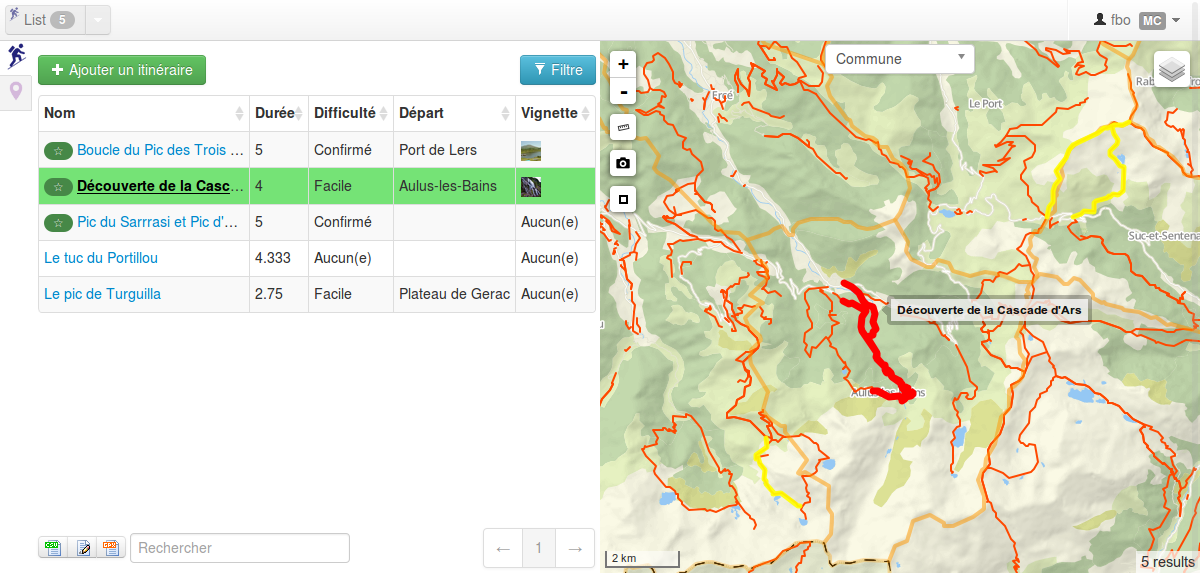 List 5
fbo MC
+ Ajouter un itinéraire
Filtre
Nom Durée Difficulté Départ Vignette
Boucle du Pic des Trois ... 5 Confirmé Port de Lers
Découverte de la Casc... 4 Facile Aulus-les-Bains
Pic du Sarrrasi et Pic d'... 5 Confirmé Aucun(e)
Le tuc du Portillou 4.333 Aucun(e) Aucun(e)
Le pic de Turguilla 2.75 Facile Plateau de Gerac Aucun(e)
Rechercher
← 1 →
+
-
Commune
Ercé
Le Port
Suc-et-Sentena
Découverte de la Cascade d'Ars
2 km
5 results